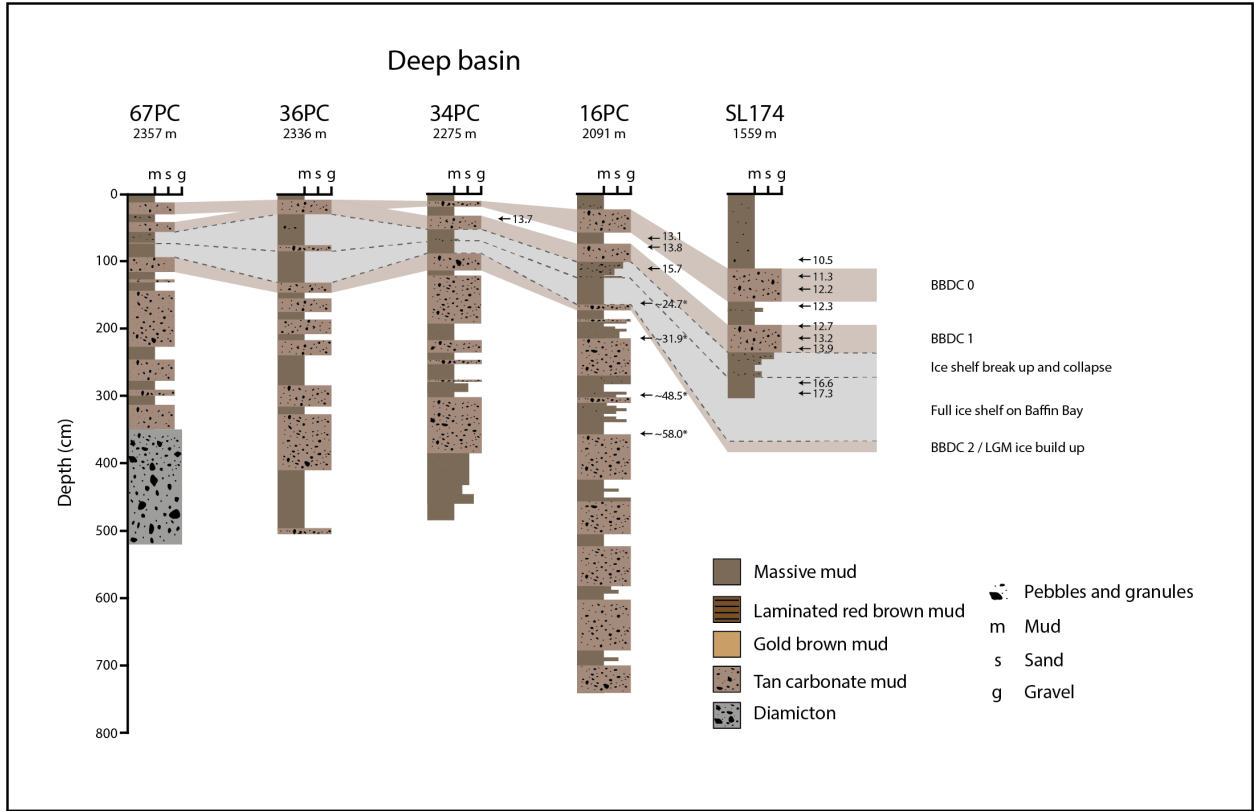 Deep basin
67PC
2357 m
36PC
2336 m
34PC
2275 m
16PC
2091 m
SL174
1559 m
m s g
m s g
m s g
m s g
m s g
Depth (cm)
0
100
200
300
400
500
600
700
800
13.7
13.1
13.8
15.7
~24.7*
~31.9*
~48.5*
~58.0*
10.5
11.3
12.2
12.3
12.7
13.2
13.9
16.6
17.3
BBDC 0
BBDC 1
Ice shelf break up and collapse
Full ice shelf on Baffin Bay
BBDC 2 / LGM ice build up
Massive mud
Laminated red brown mud
Gold brown mud
Tan carbonate mud
Diamicton
Pebbles and granules
m Mud
s Sand
g Gravel